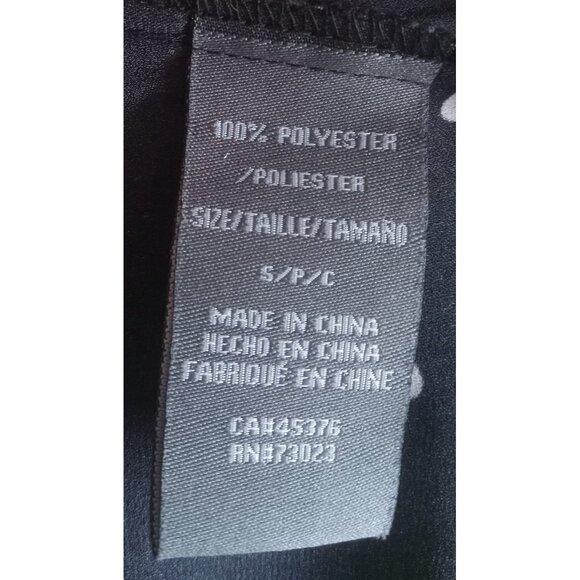 100% POLYESTER
/POLIESTER
SIZE/TAILLE/TAMAÑO
S/P/C
MADE IN CHINA
HECHO EN CHINA
FABRIQUÉ EN CHINE
CA#45376
RN#73023